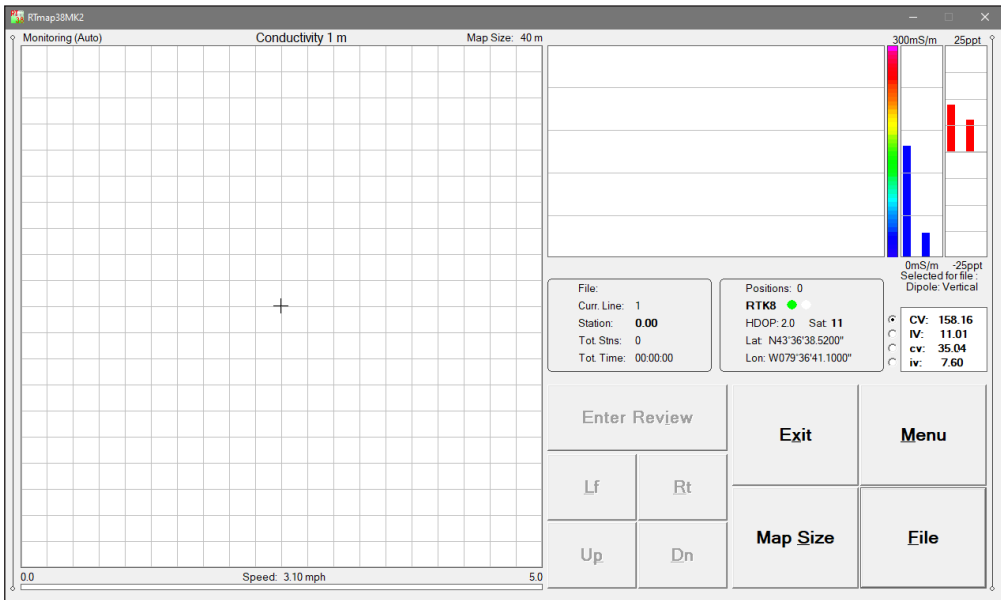 RTmap38MK2
Monitoring (Auto) Conductivity 1 m Map Size: 40 m
300mS/m 25ppt
0mS/m -25ppt
Selected for file :
Dipole: Vertical
File:
Curr. Line: 1
Station: 0.00
Tot. Stns: 0
Tot. Time: 00:00:00
Positions: 0
RTK8
HDOP: 2.0 Sat: 11
Lat: N43°36'38.5200"
Lon: W079°36'41.1000"
CV: 158.16
IV: 11.01
cv: 35.04
iv: 7.60
Enter Review
Exit
Menu
Lf
Rt
Up
Dn
Map Size
File
0.0 Speed: 3.10 mph 5.0